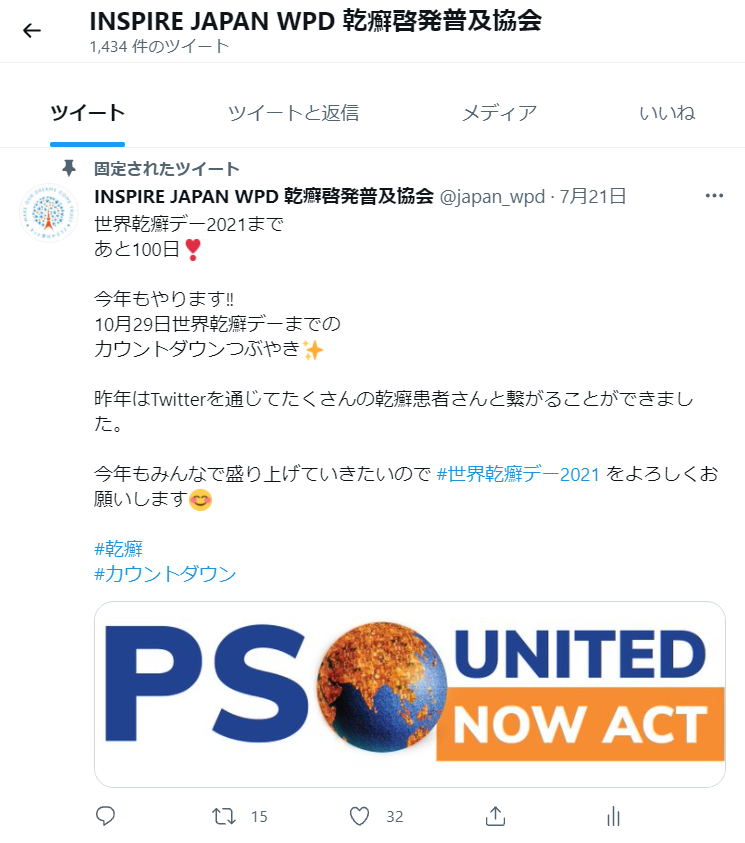 INSPIRE JAPAN WPD 乾癬啓発普及協会
1,434 件のツイート
ツイート ツイートと返信 メディア いいね
固定されたツイート
INSPIRE JAPAN WPD 乾癬啓発普及協会 @japan_wpd · 7月21日
世界乾癬デー2021まで
あと100日❣
今年もやります‼
10月29日世界乾癬デーまでの
カウントダウンつぶやき✨
昨年はTwitterを通じてたくさんの乾癬患者さんと繋がることができまし
た。
今年もみんなで盛り上げていきたいので #世界乾癬デー2021 をよろしくお
願いします😊
#乾癬
#カウントダウン
PSO UNITED
NOW ACT
15 32